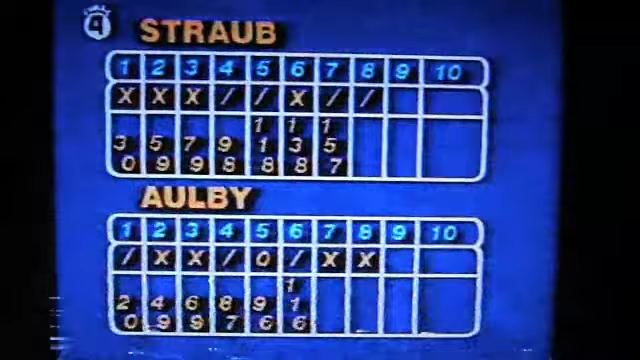 4
STRAUB
1 2 3 4 5 6 7 8 9 10
X X X / / X / /
1 1 1
3 5 7 9 1 3 5
0 9 9 8 8 8 7
AULBY
1 2 3 4 5 6 7 8 9 10
/ X X / 0 / X X
1
2 4 6 8 9 1
0 9 9 7 6 6